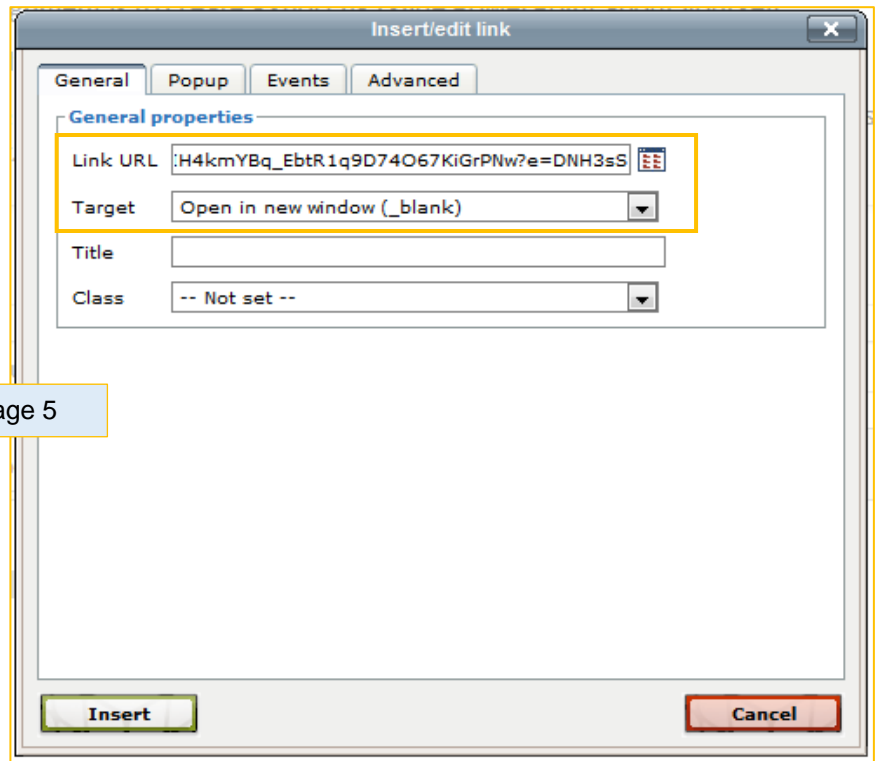 Insert/edit link
General Popup Events Advanced
General properties
Link URL :H4kmYBq_EbtR1q9D74O67KiGrPNw?e=DNH3sS
Target Open in new window (_blank)
Title
Class -- Not set --
age 5
Insert Cancel